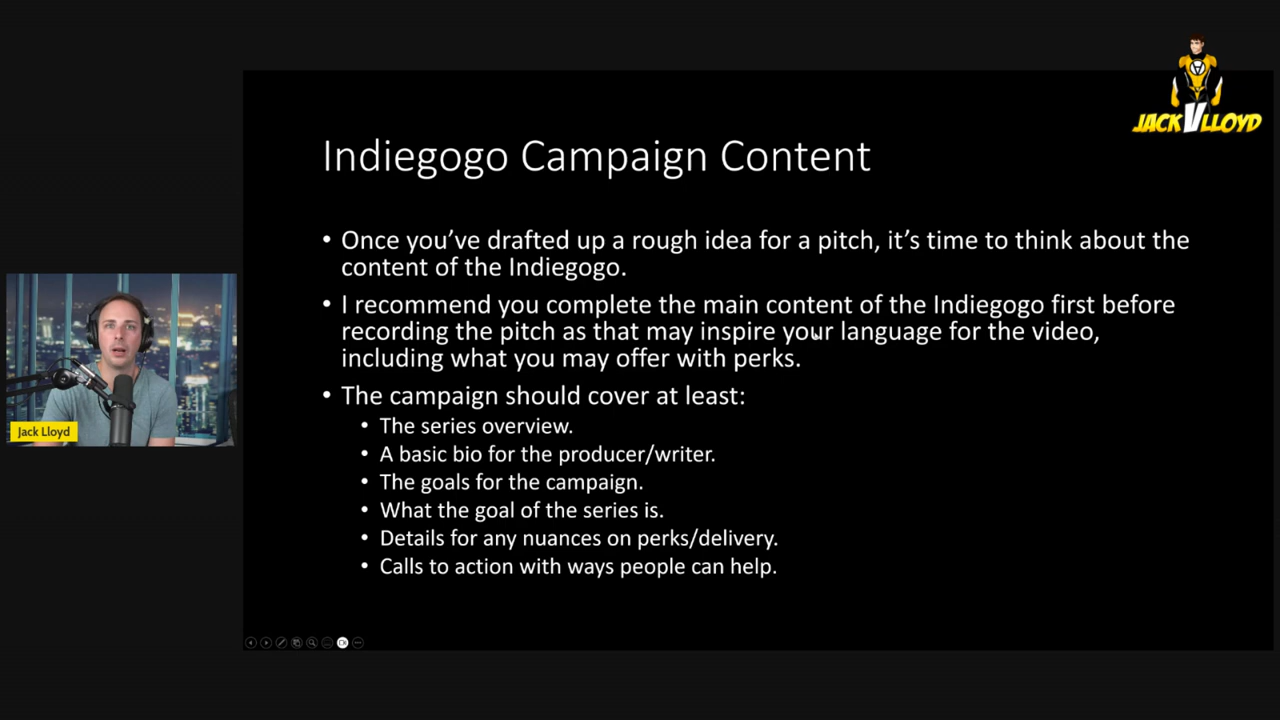 JACK V LLOYD
Indiegogo Campaign Content
• Once you’ve drafted up a rough idea for a pitch, it’s time to think about the
content of the Indiegogo.
• I recommend you complete the main content of the Indiegogo first before
recording the pitch as that may inspire your language for the video,
including what you may offer with perks.
• The campaign should cover at least:
• The series overview.
• A basic bio for the producer/writer.
• The goals for the campaign.
• What the goal of the series is.
• Details for any nuances on perks/delivery.
• Calls to action with ways people can help.
Jack Lloyd